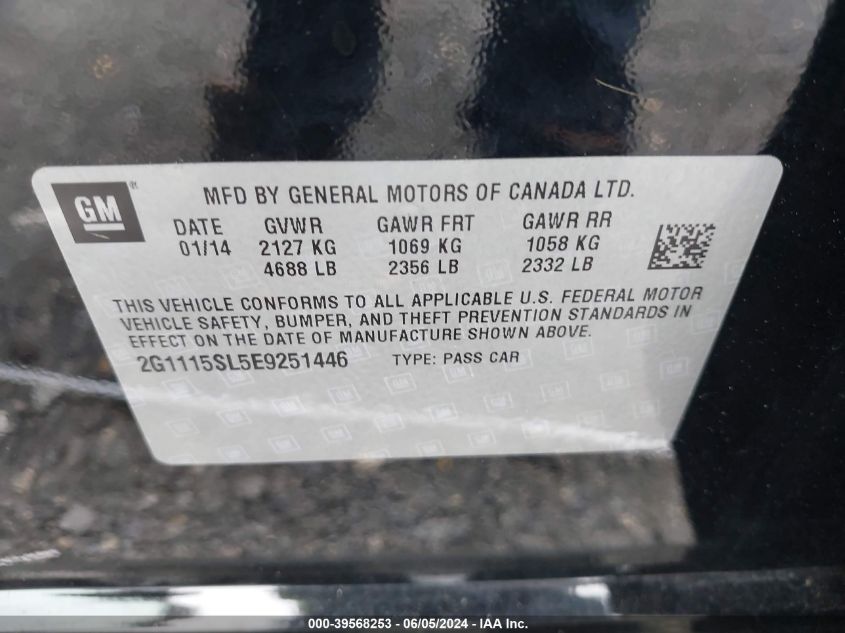 GM
MFD BY GENERAL MOTORS OF CANADA LTD.
DATE GVWR GAWR FRT GAWR RR
01/14 2127 KG 1069 KG 1058 KG
4688 LB 2356 LB 2332 LB
THIS VEHICLE CONFORMS TO ALL APPLICABLE U.S. FEDERAL MOTOR
VEHICLE SAFETY, BUMPER, AND THEFT PREVENTION STANDARDS IN
EFFECT ON THE DATE OF MANUFACTURE SHOWN ABOVE.
2G1115SL5E9251446 TYPE: PASS CAR
000-39568253 - 06/05/2024 - IAA Inc.